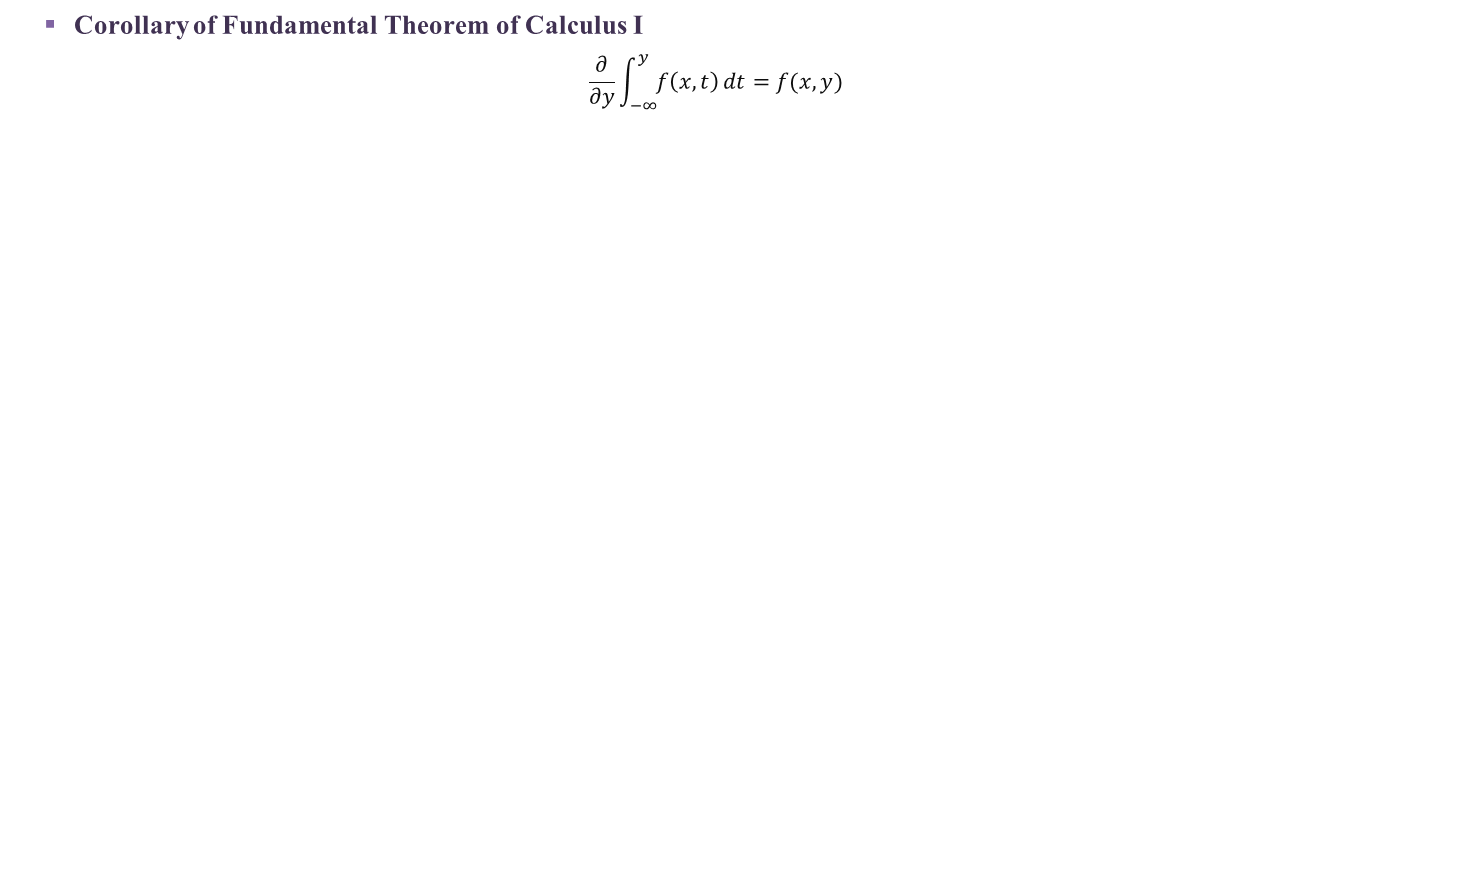 ▪ Corollary of Fundamental Theorem of Calculus I
∂/∂y ∫_{−∞}^{y} f(x,t) dt = f(x,y)